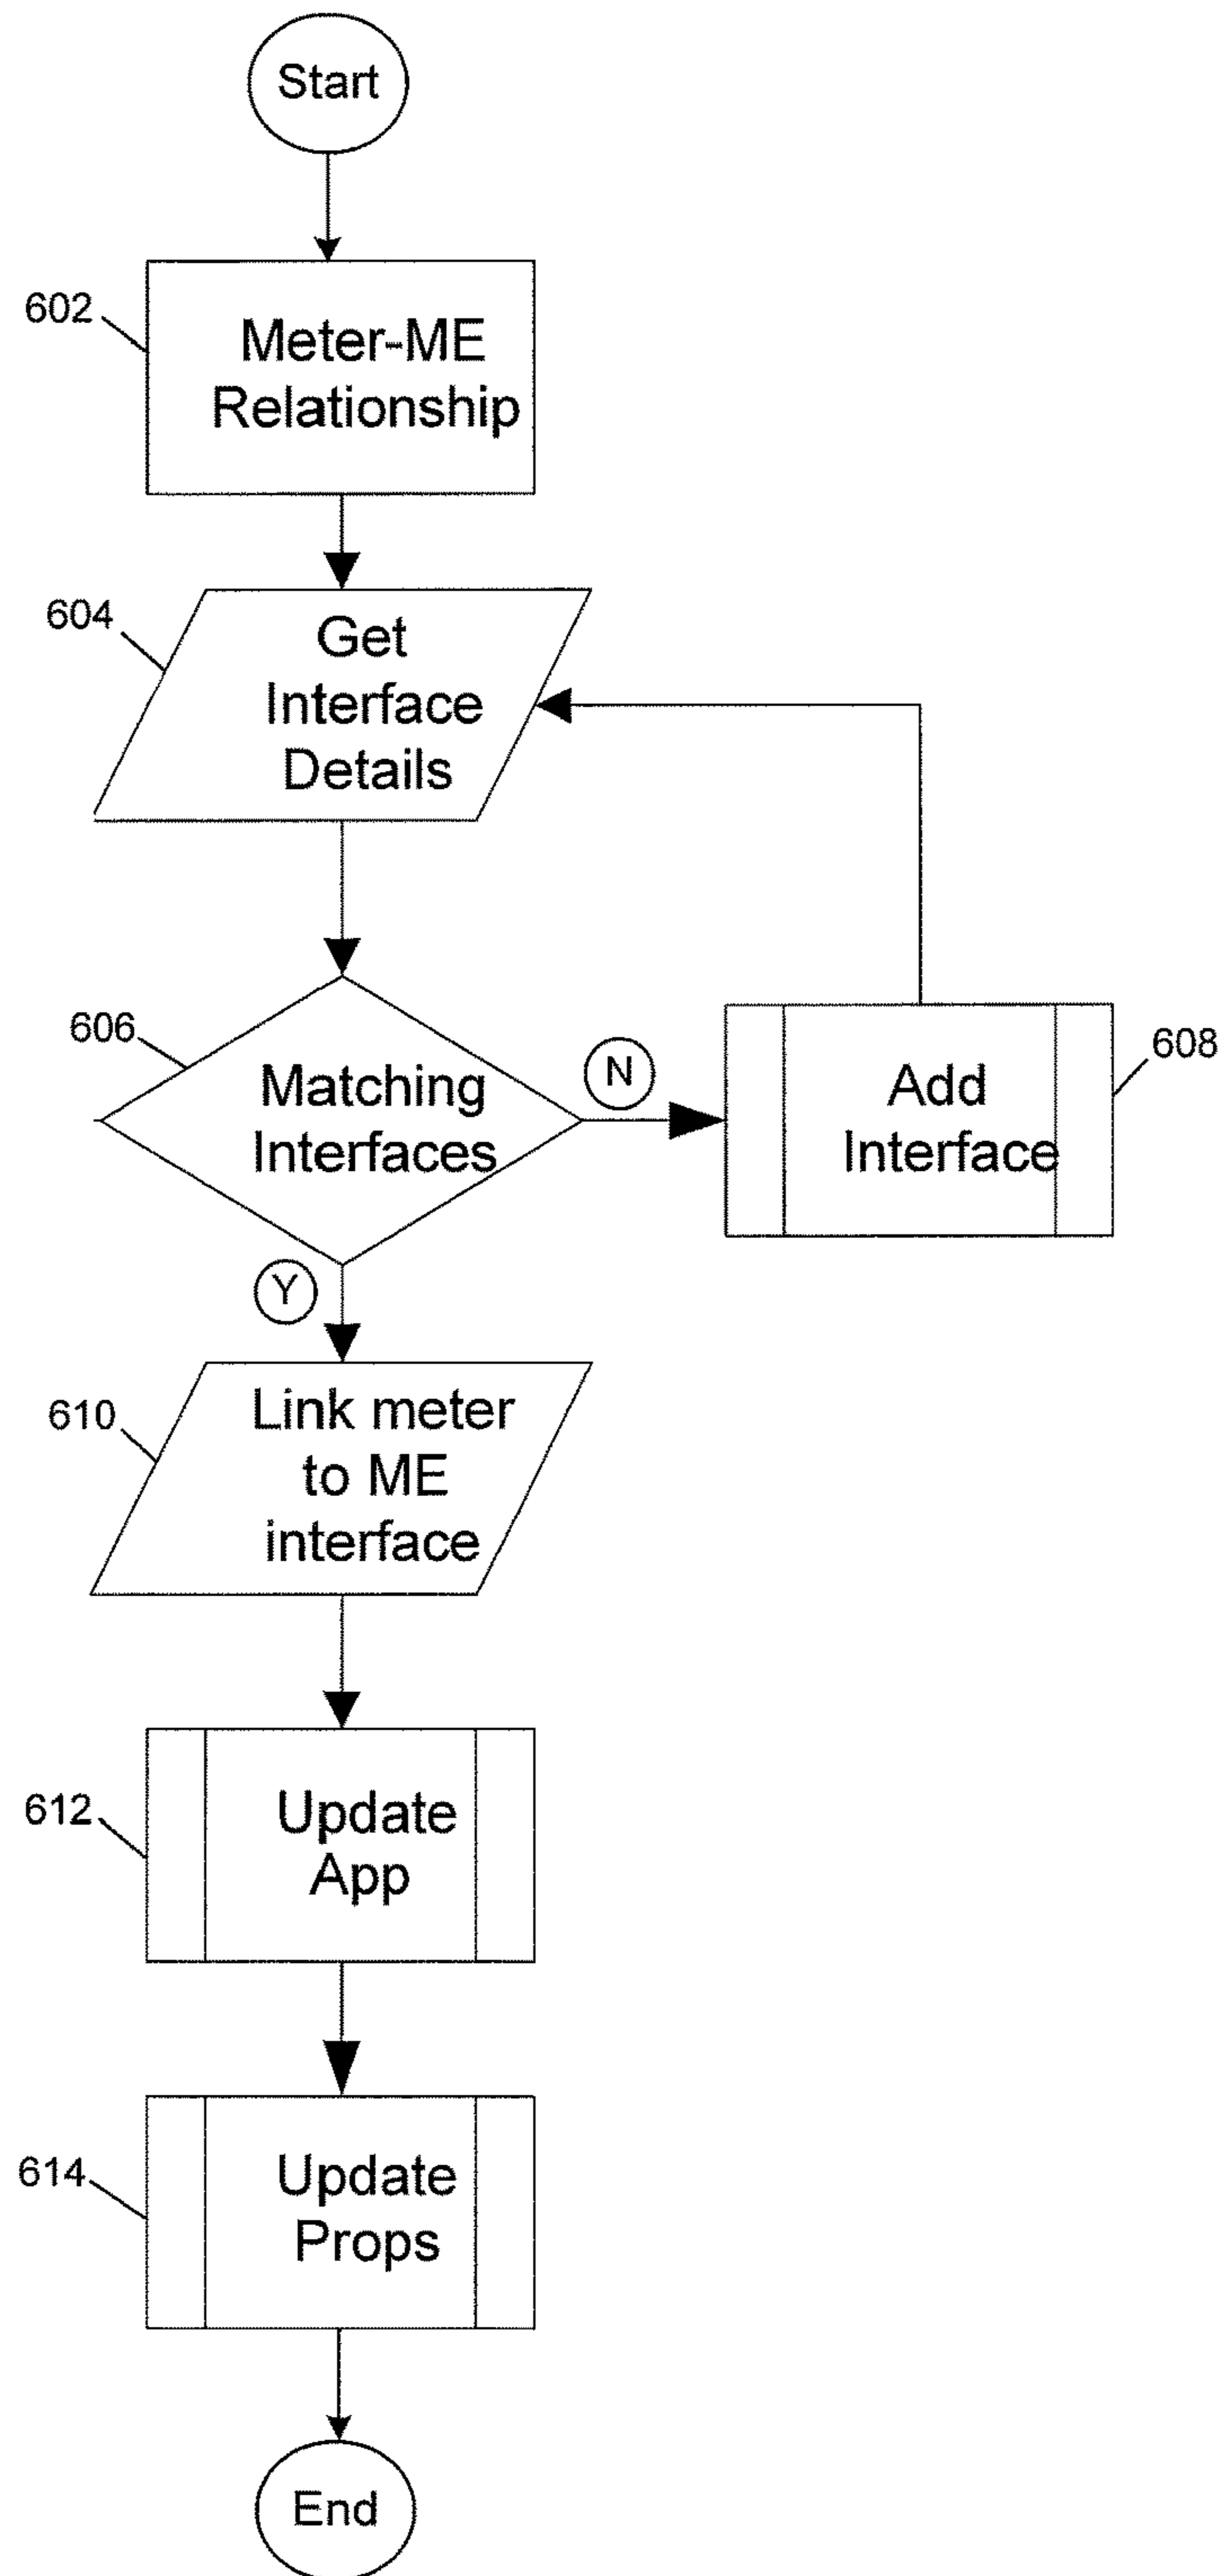 Start
602
Meter-ME
Relationship
604
Get
Interface
Details
606
Matching
Interfaces
N
Add
Interface
608
Y
610
Link meter
to ME
interface
612
Update
App
614
Update
Props
End